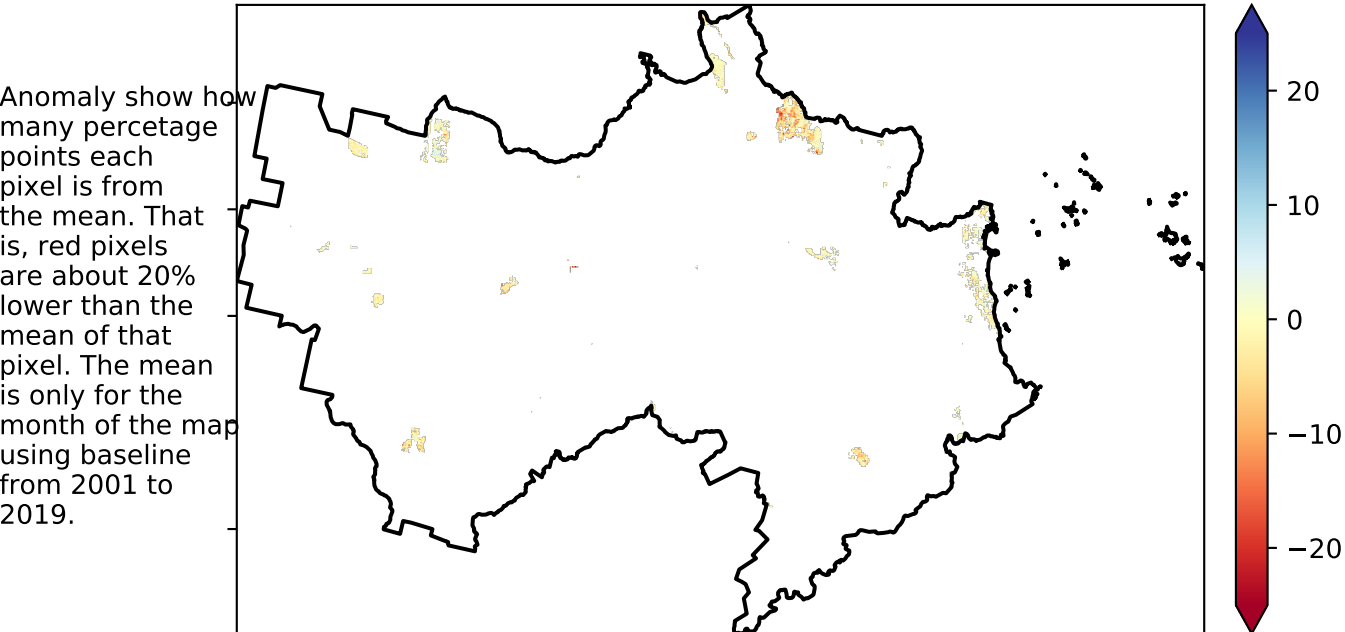 Anomaly show how
many percetage
points each
pixel is from
the mean. That
is, red pixels
are about 20%
lower than the
mean of that
pixel. The mean
is only for the
month of the map
using baseline
from 2001 to
2019.
20
10
0
−10
−20